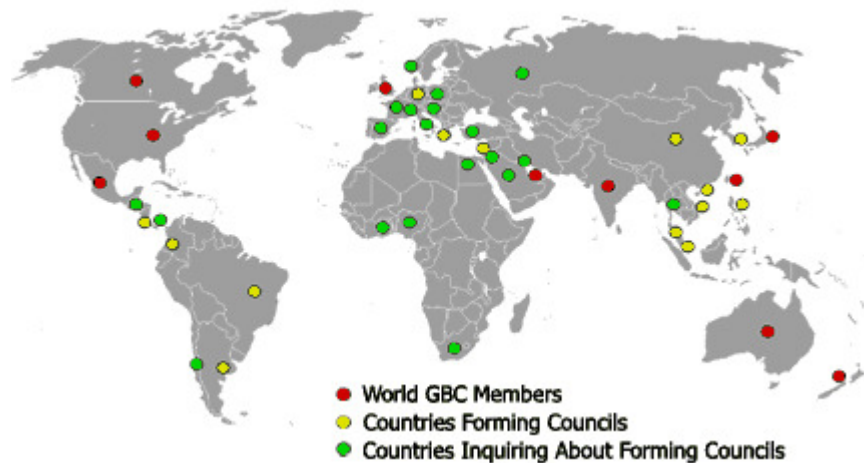 World GBC Members
Countries Forming Councils
Countries Inquiring About Forming Councils